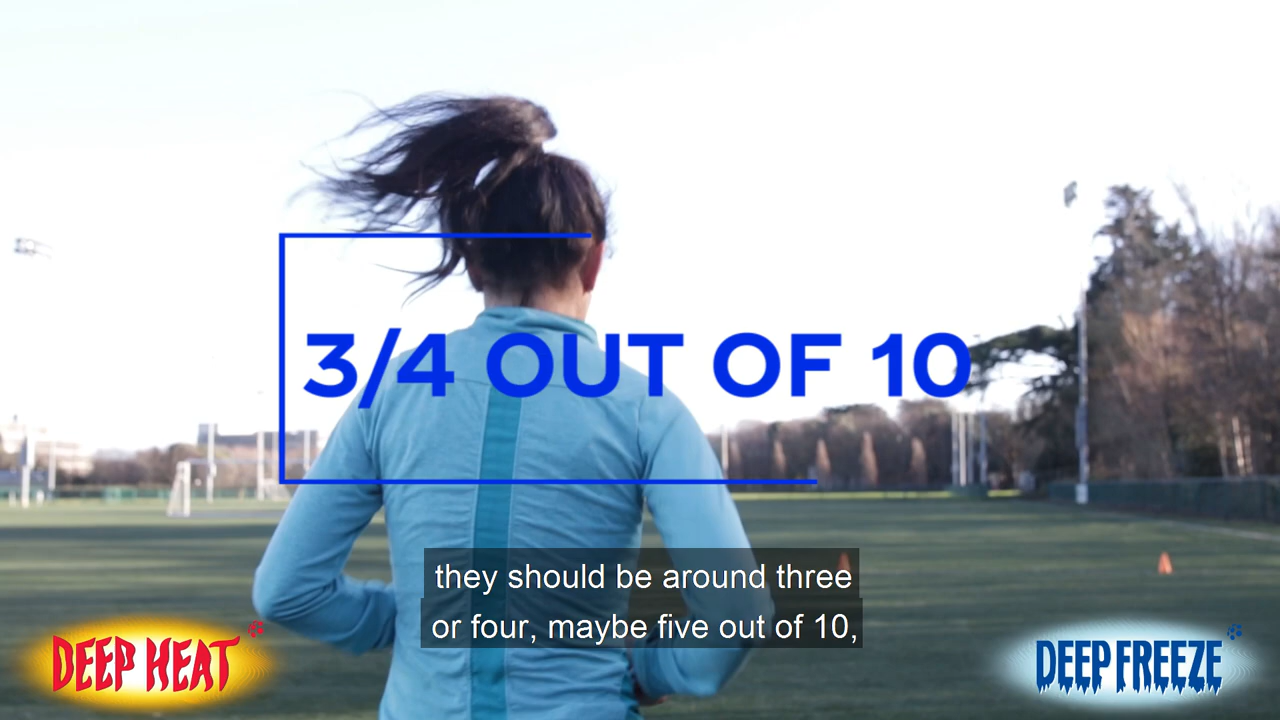 3/4 OUT OF 10
they should be around three
or four, maybe five out of 10,
DEEP HEAT
DEEP FREEZE